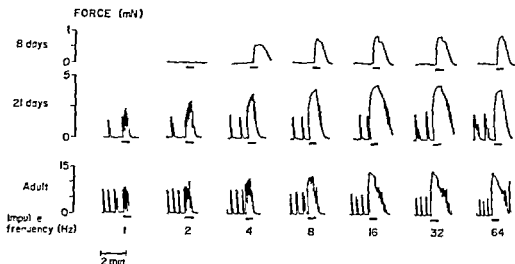 FORCE (mN)
1
8 days
0
5
21 days
0
15
Adult
0
Impul e
frequency (Hz) 1 2 4 8 16 32 64
2 min